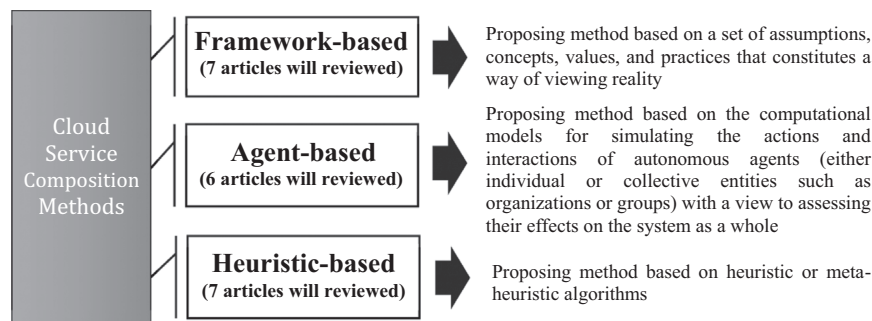 Cloud
Service
Composition
Methods
Framework-based
(7 articles will reviewed)
Proposing method based on a set of assumptions,
concepts, values, and practices that constitutes a
way of viewing reality
Agent-based
(6 articles will reviewed)
Proposing method based on the computational
models for simulating the actions and
interactions of autonomous agents (either
individual or collective entities such as
organizations or groups) with a view to assessing
their effects on the system as a whole
Heuristic-based
(7 articles will reviewed)
Proposing method based on heuristic or meta-
heuristic algorithms